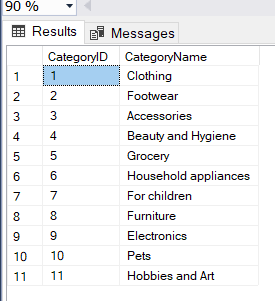 90 %
Results Messages
CategoryID CategoryName
1 1 Clothing
2 2 Footwear
3 3 Accessories
4 4 Beauty and Hygiene
5 5 Grocery
6 6 Household appliances
7 7 For children
8 8 Furniture
9 9 Electronics
10 10 Pets
11 11 Hobbies and Art